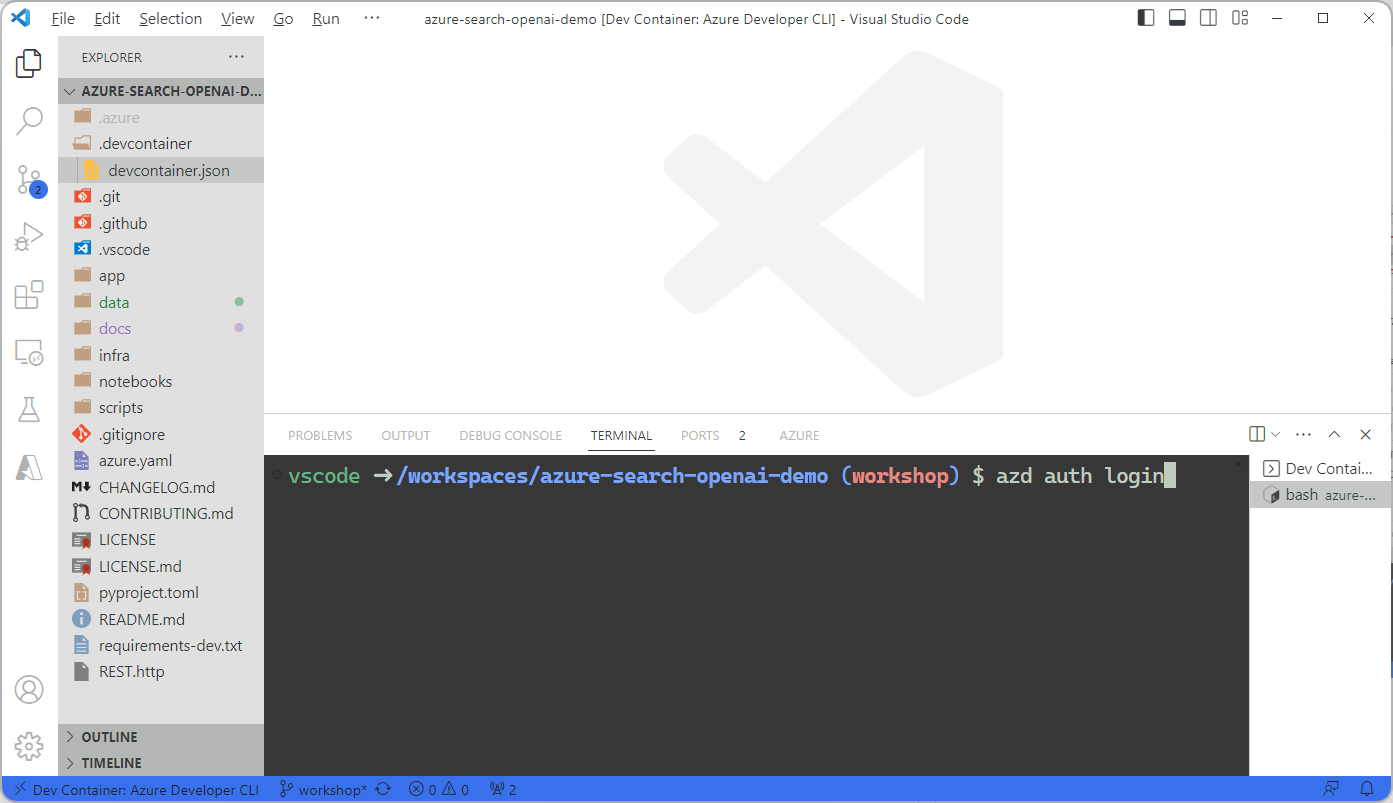 File Edit Selection View Go Run ··· azure-search-openai-demo [Dev Container: Azure Developer CLI] - Visual Studio Code
EXPLORER ···
AZURE-SEARCH-OPENAI-D...
.azure
.devcontainer
devcontainer.json
.git
.github
.vscode
app
data
docs
infra
notebooks
scripts
.gitignore
azure.yaml
CHANGELOG.md
CONTRIBUTING.md
LICENSE
LICENSE.md
pyproject.toml
README.md
requirements-dev.txt
REST.http
OUTLINE
TIMELINE
2
PROBLEMS OUTPUT DEBUG CONSOLE TERMINAL PORTS 2 AZURE
vscode ➜ /workspaces/azure-search-openai-demo (workshop) $ azd auth login
Dev Contai...
bash azure-...
Dev Container: Azure Developer CLI workshop* 0 0 2